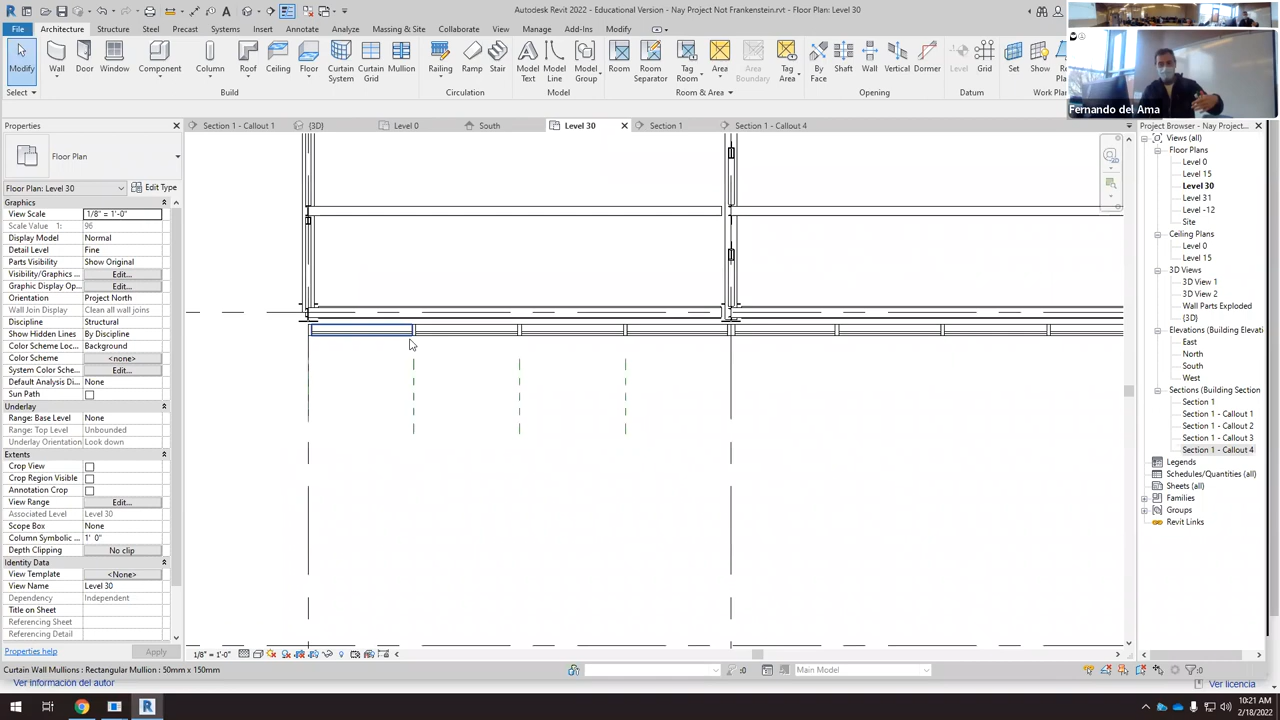 Autodesk Revit 2022 - Educational Version - Nay Project Not Frankenstein.rvt - Floor Plan: Level 30
File Architecture Structure Steel Precast Systems Insert Annotate Analyze Massing & Site Collaborate View Manage Add-Ins Modify
Modify Wall Door Window Component Column Roof Ceiling Floor Curtain System Curtain Grid Mullion Railing Ramp Stair Model Text Model Line Model Group Room Room Separator Tag Room Area Area Boundary Tag Area By Face Shaft Wall Vertical Dormer Level Grid Set Show
Select Build Circulation Model Room & Area Opening Datum Work
Fernando del Ama
Properties Section 1 - Callout 1 {3D} Level 0 South Level 30 Section 1 Section 1 - Callout 4 Project Browser - Nay Project...
Floor Plan
Floor Plan: Level 30 Edit Type
Graphics
View Scale 1/8" = 1'-0"
Scale Value 1: 96
Display Model Normal
Detail Level Fine
Parts Visibility Show Original
Visibility/Graphics ... Edit...
Graphic Display Op... Edit...
Orientation Project North
Wall Join Display Clean all wall joins
Discipline Structural
Show Hidden Lines By Discipline
Color Scheme Locat... Background
Color Scheme <none>
System Color Sche... Edit...
Default Analysis Di... None
Sun Path
Underlay
Range: Base Level None
Range: Top Level Unbounded
Underlay Orientation Look down
Extents
Crop View
Crop Region Visible
Annotation Crop
View Range Edit...
Associated Level Level 30
Scope Box None
Column Symbolic ... 1' 0"
Depth Clipping No clip
Identity Data
View Template <None>
View Name Level 30
Dependency Independent
Title on Sheet
Referencing Sheet
Referencing Detail
Properties help Apply
Views (all)
Floor Plans
Level 0
Level 15
Level 30
Level 31
Level -12
Site
Ceiling Plans
Level 0
Level 15
3D Views
3D View 1
3D View 2
Wall Parts Exploded
{3D}
Elevations (Building Elevati
East
North
South
West
Sections (Building Section
Section 1
Section 1 - Callout 1
Section 1 - Callout 2
Section 1 - Callout 3
Section 1 - Callout 4
Legends
Schedules/Quantities (all)
Sheets (all)
Families
Groups
Revit Links
1/8" = 1'-0"
Curtain Wall Mullions : Rectangular Mullion : 50mm x 150mm :0 Main Model :0
Ver información del autor Ver licencia
10:21 AM
2/18/2022